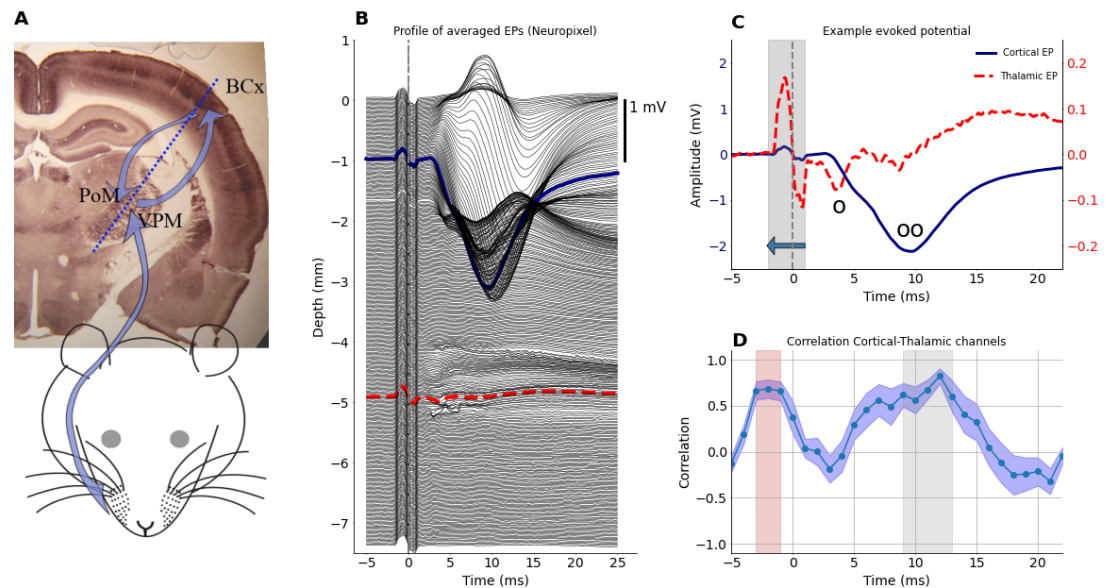 A
BCx
PoM
VPM
B
Profile of averaged EPs (Neuropixel)
Depth (mm)
1
0
−1
−2
−3
−4
−5
−6
−7
1 mV
−5
0
5
10
15
20
25
Time (ms)
C
Example evoked potential
Amplitude (mV)
2
1
0
−1
−2
Cortical EP
Thalamic EP
0.2
0.1
0.0
−0.1
−0.2
o
oo
−5
0
5
10
15
20
Time (ms)
D
Correlation Cortical-Thalamic channels
Correlation
1.0
0.5
0.0
−0.5
−1.0
−5
0
5
10
15
20
Time (ms)